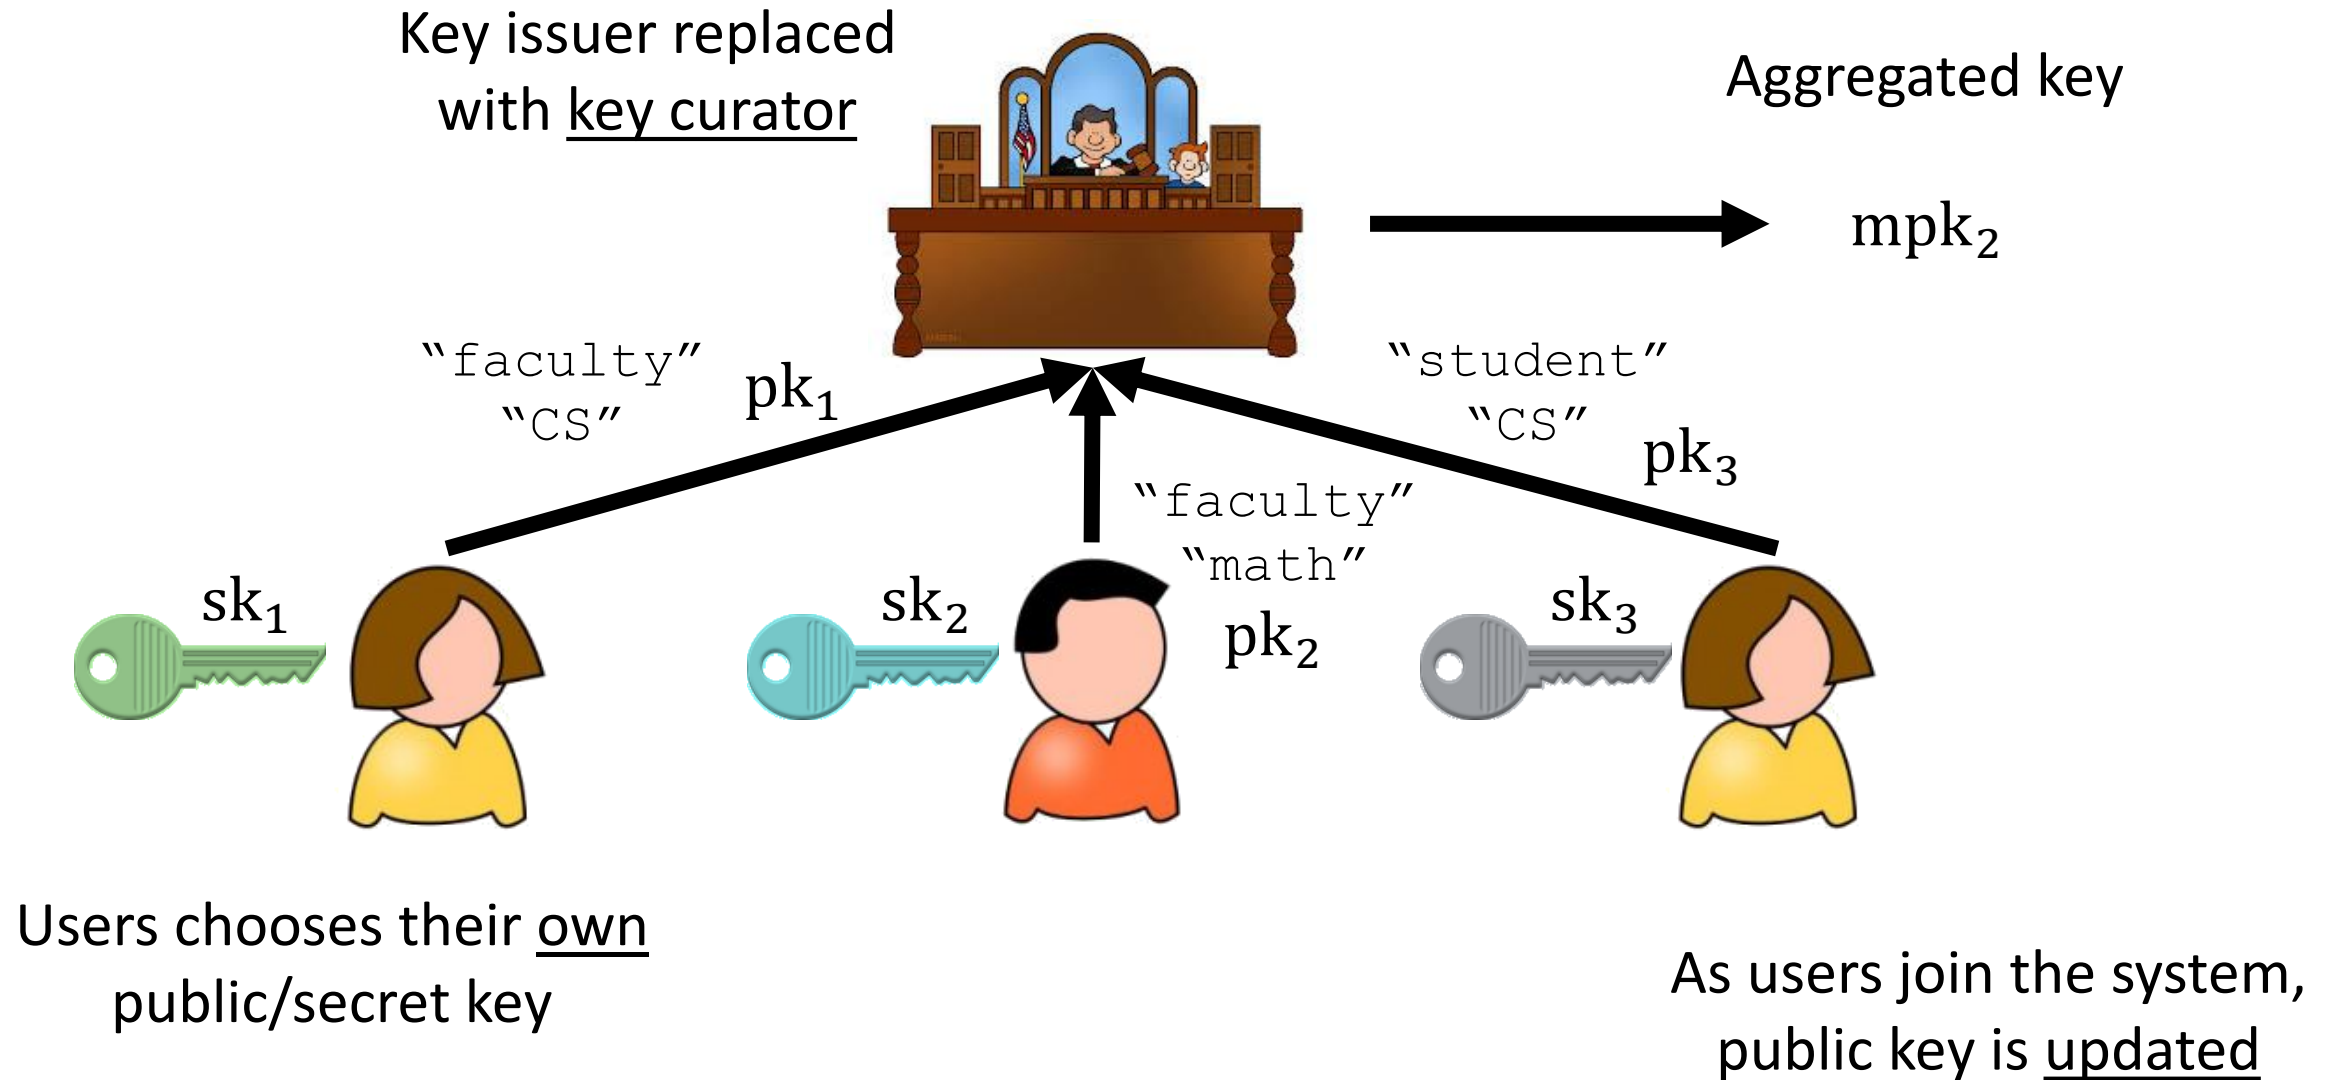 Key issuer replaced
with key curator
Aggregated key
mpk₂
“faculty”
“CS”
pk₁
“student”
“CS”
pk₃
“faculty”
“math”
pk₂
sk₁
sk₂
sk₃
Users chooses their own
public/secret key
As users join the system,
public key is updated